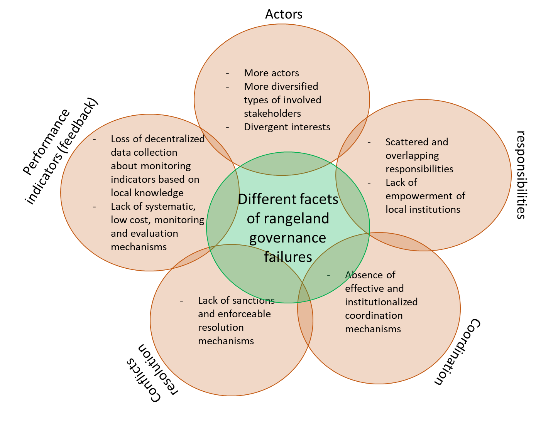 Actors
- More actors
- More diversified
types of involved
stakeholders
- Divergent interests
responsibilities
- Scattered and
overlapping
responsibilities
- Lack of
empowerment of
local institutions
Performance
indicators (feedback)
- Loss of decentralized
data collection
about monitoring
indicators based on
local knowledge
- Lack of systematic,
low cost, monitoring
and evaluation
mechanisms
Different facets
of rangeland
governance
failures
- Absence of
effective and
institutionalized
coordination
mechanisms
Coordination
- Lack of sanctions
and enforceable
resolution
mechanisms
Conflicts
resolution